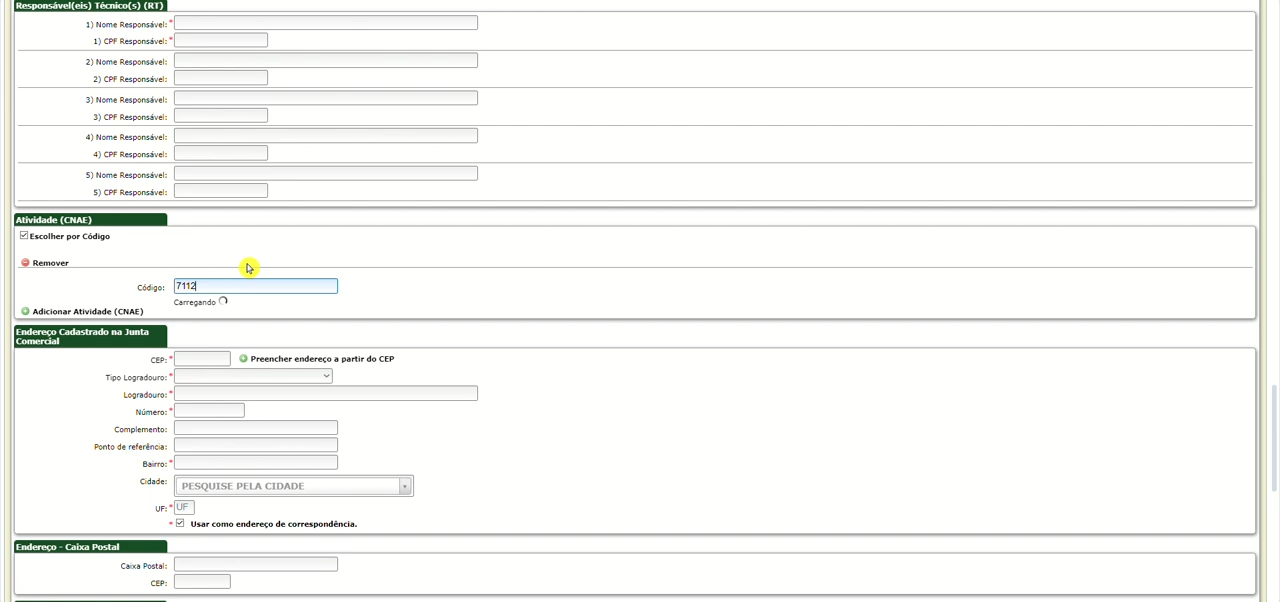 Responsável(eis) Técnico(s) (RT)
1) Nome Responsável: *
1) CPF Responsável: *
2) Nome Responsável:
2) CPF Responsável:
3) Nome Responsável:
3) CPF Responsável:
4) Nome Responsável:
4) CPF Responsável:
5) Nome Responsável:
5) CPF Responsável:
Atividade (CNAE)
Escolher por Código
Remover
Código: 7112
Carregando
Adicionar Atividade (CNAE)
Endereço Cadastrado na Junta
Comercial
CEP: * Preencher endereço a partir do CEP
Tipo Logradouro: *
Logradouro: *
Número: *
Complemento:
Ponto de referência:
Bairro: *
Cidade: PESQUISE PELA CIDADE
UF: * UF
* Usar como endereço de correspondência.
Endereço - Caixa Postal
Caixa Postal:
CEP: